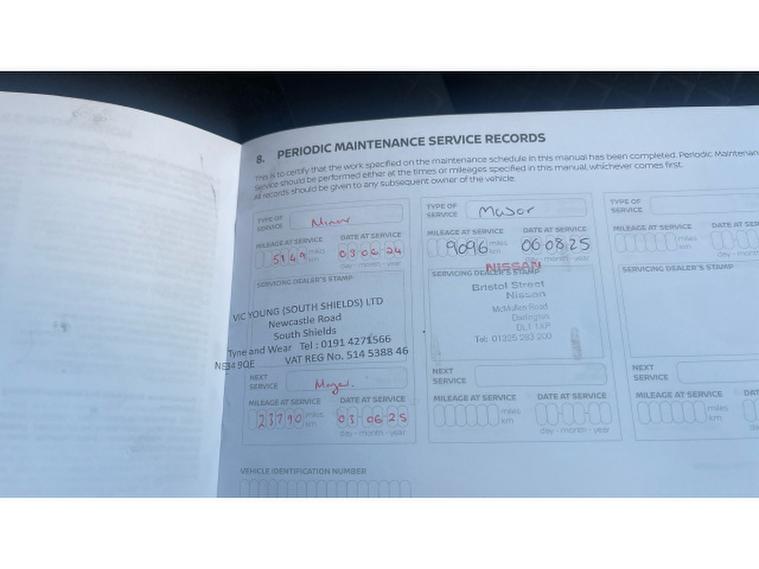 8. PERIODIC MAINTENANCE SERVICE RECORDS
This is to certify that the work specified on the maintenance schedule in this manual has been completed. Periodic Maintenan
Service should be performed either at the times or mileages specified in this manual, whichever comes first.
All records should be given to any subsequent owner of the vehicle.
TYPE OF SERVICE Minor
MILEAGE AT SERVICE DATE AT SERVICE
5149 miles km 03 06 24
day - month - year
SERVICING DEALER'S STAMP
VIC YOUNG (SOUTH SHIELDS) LTD
Newcastle Road
South Shields
Tyne and Wear Tel : 0191 4271566
NE34 9QE VAT REG No. 514 5388 46
NEXT SERVICE Major.
MILEAGE AT SERVICE DATE AT SERVICE
23790 miles km 03 06 25
day - month - year
VEHICLE IDENTIFICATION NUMBER
TYPE OF SERVICE Major
MILEAGE AT SERVICE DATE AT SERVICE
9096 miles km 06 08 25
day - month - year
NISSAN
SERVICING DEALER'S STAMP
Bristol Street
Nissan
McMullen Road
Darlington
DL1 1XP
Tel: 01325 283 200
NEXT SERVICE
MILEAGE AT SERVICE DATE AT SERVICE
miles km
day - month - year
TYPE OF SERVICE
MILEAGE AT SERVICE DATE AT SER
miles km
day - month
SERVICING DEALER'S STAMP
NEXT SERVICE
MILEAGE AT SERVICE DAT
miles km
day